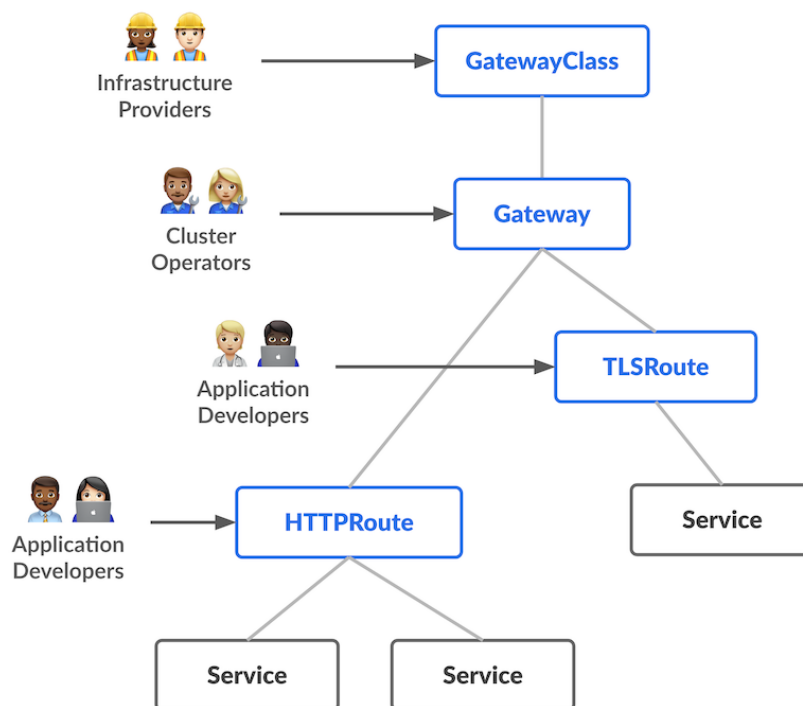 GatewayClass
Infrastructure
Providers
Gateway
Cluster
Operators
TLSRoute
Application
Developers
Service
HTTPRoute
Application
Developers
Service
Service